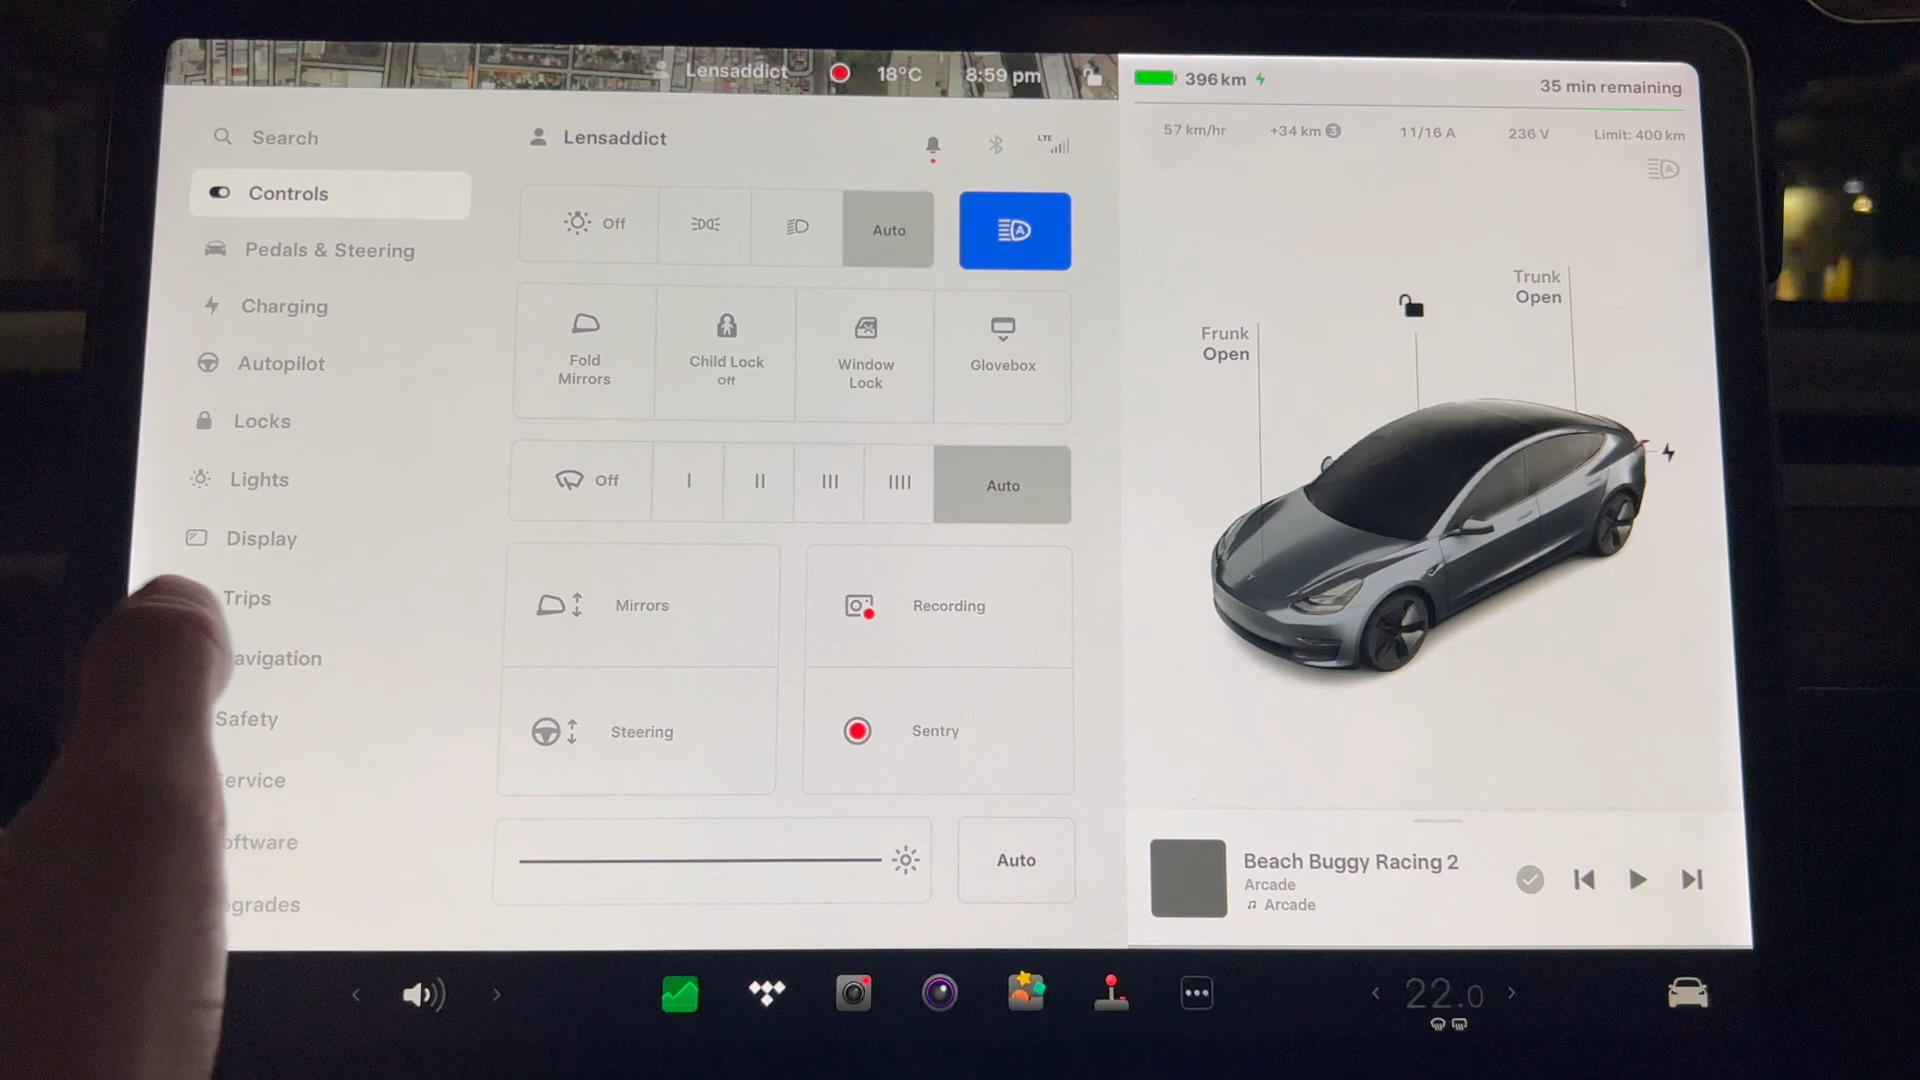 Lensaddict 18°C 8:59 pm
396 km 35 min remaining
57 km/hr +34 km 3 11/16 A 236 V Limit: 400 km
Search
Controls
Pedals & Steering
Charging
Autopilot
Locks
Lights
Display
Trips
avigation
Safety
ervice
oftware
grades
Lensaddict LTE
Off Auto A
Fold
Mirrors
Child Lock
Off
Window
Lock
Glovebox
Off I II III IIII Auto
Mirrors
Recording
Steering
Sentry
Auto
A
Trunk
Open
Frunk
Open
Beach Buggy Racing 2
Arcade
Arcade
22.0